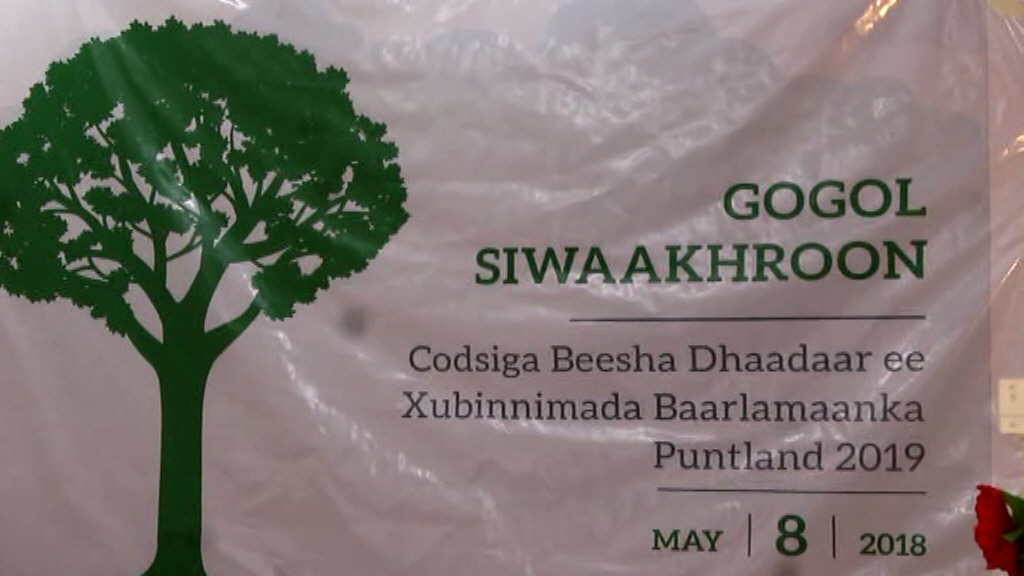 GOGOL
SIWAAKHROON
Codsiga Beesha Dhaadaar ee
Xubinnimada Baarlamaanka
Puntland 2019
MAY | 8 | 2018